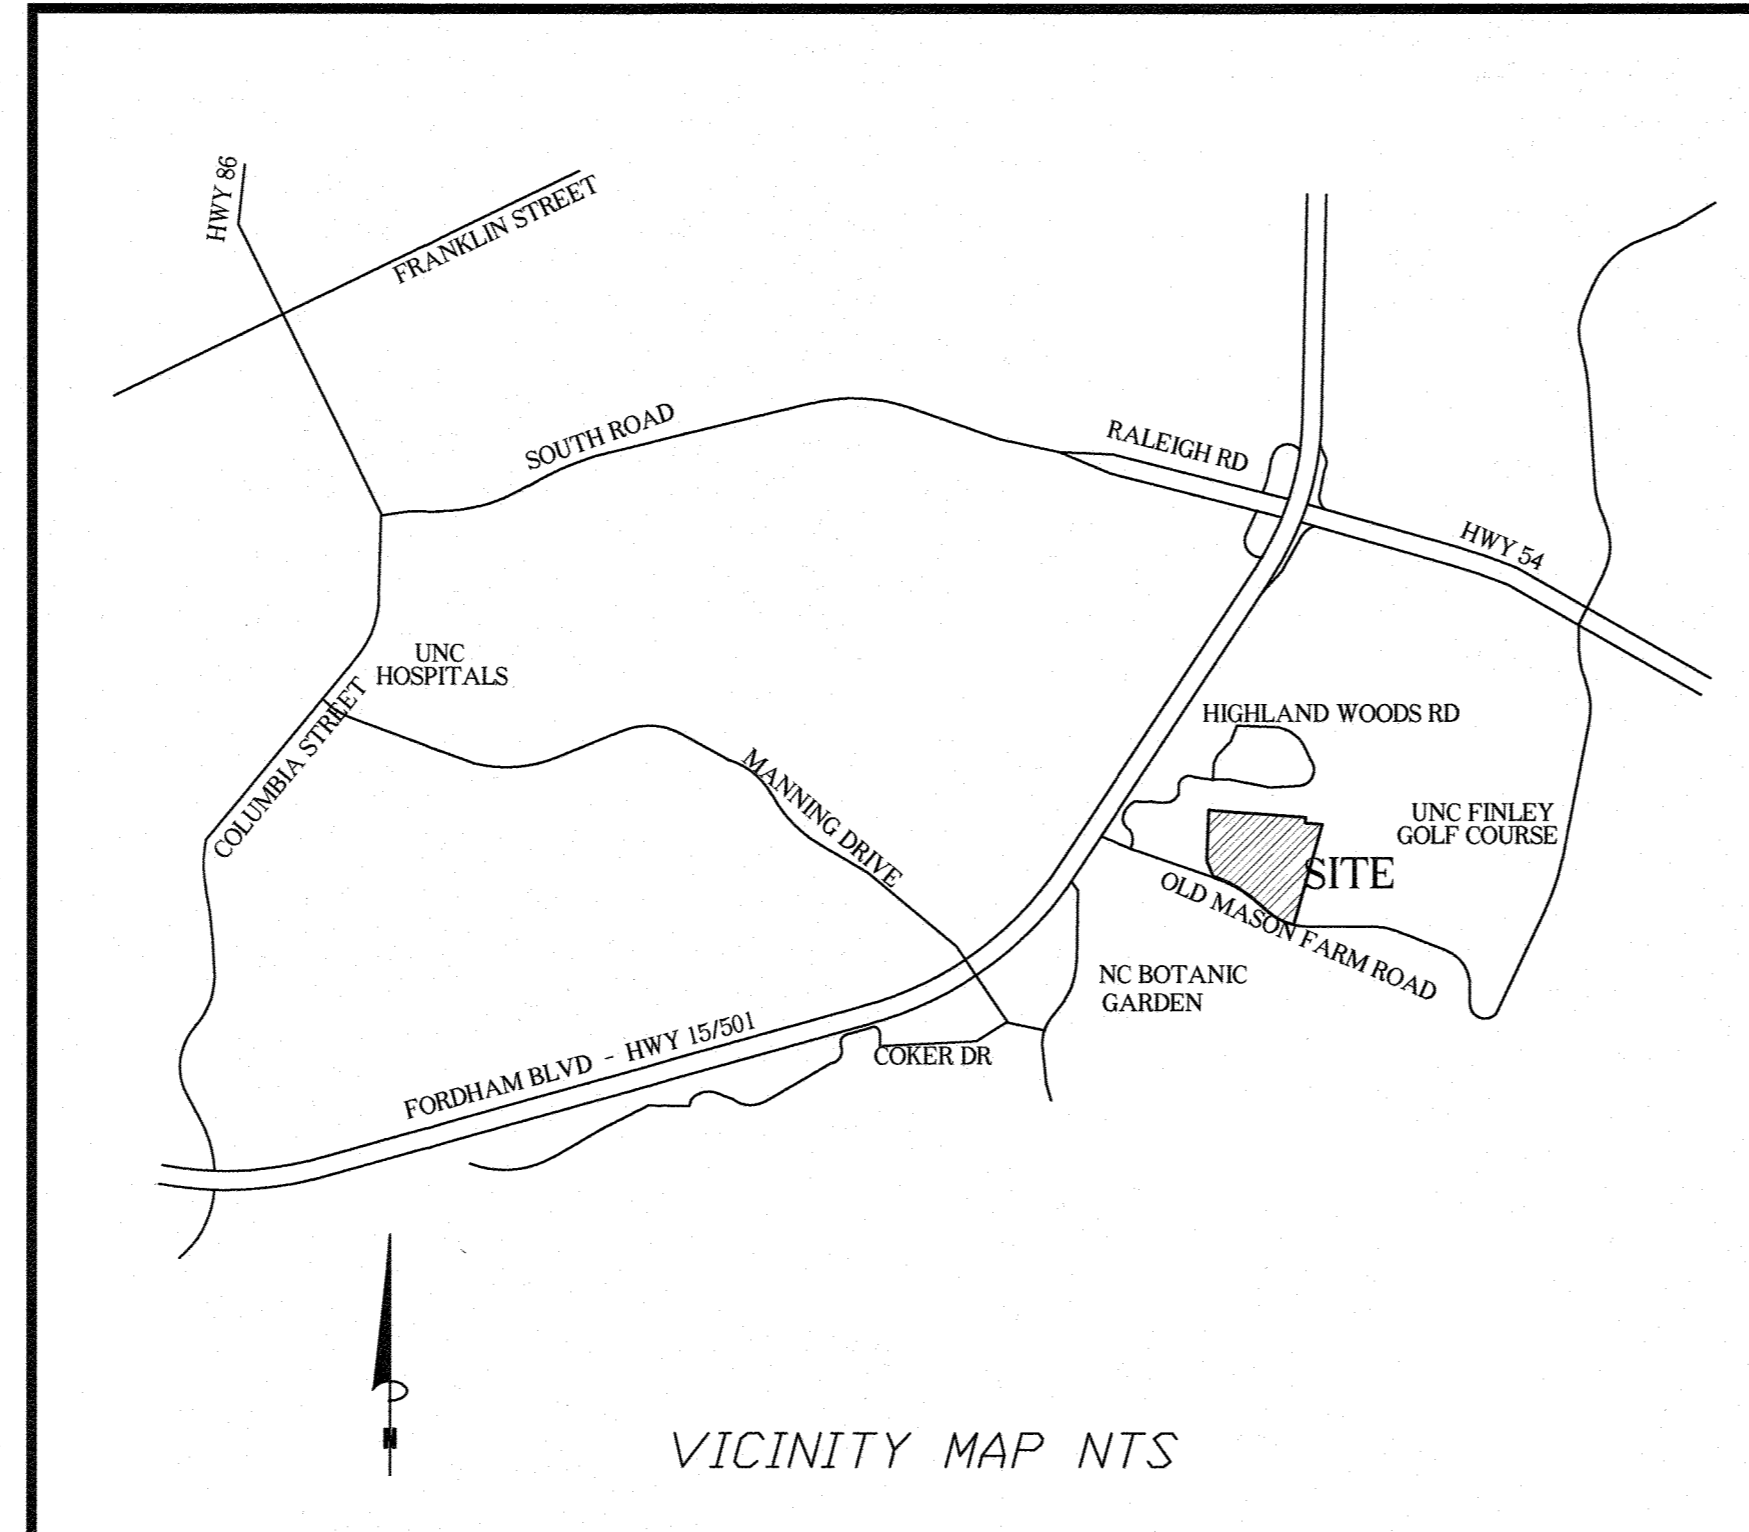 HWY 86
FRANKLIN STREET
SOUTH ROAD
RALEIGH RD
HWY 54
UNC
HOSPITALS
COLUMBIA STREET
MANNING DRIVE
HIGHLAND WOODS RD
UNC FINLEY
GOLF COURSE
SITE
OLD MASON FARM ROAD
NC BOTANIC
GARDEN
FORDHAM BLVD - HWY 15/501
COKER DR
N
VICINITY MAP NTS